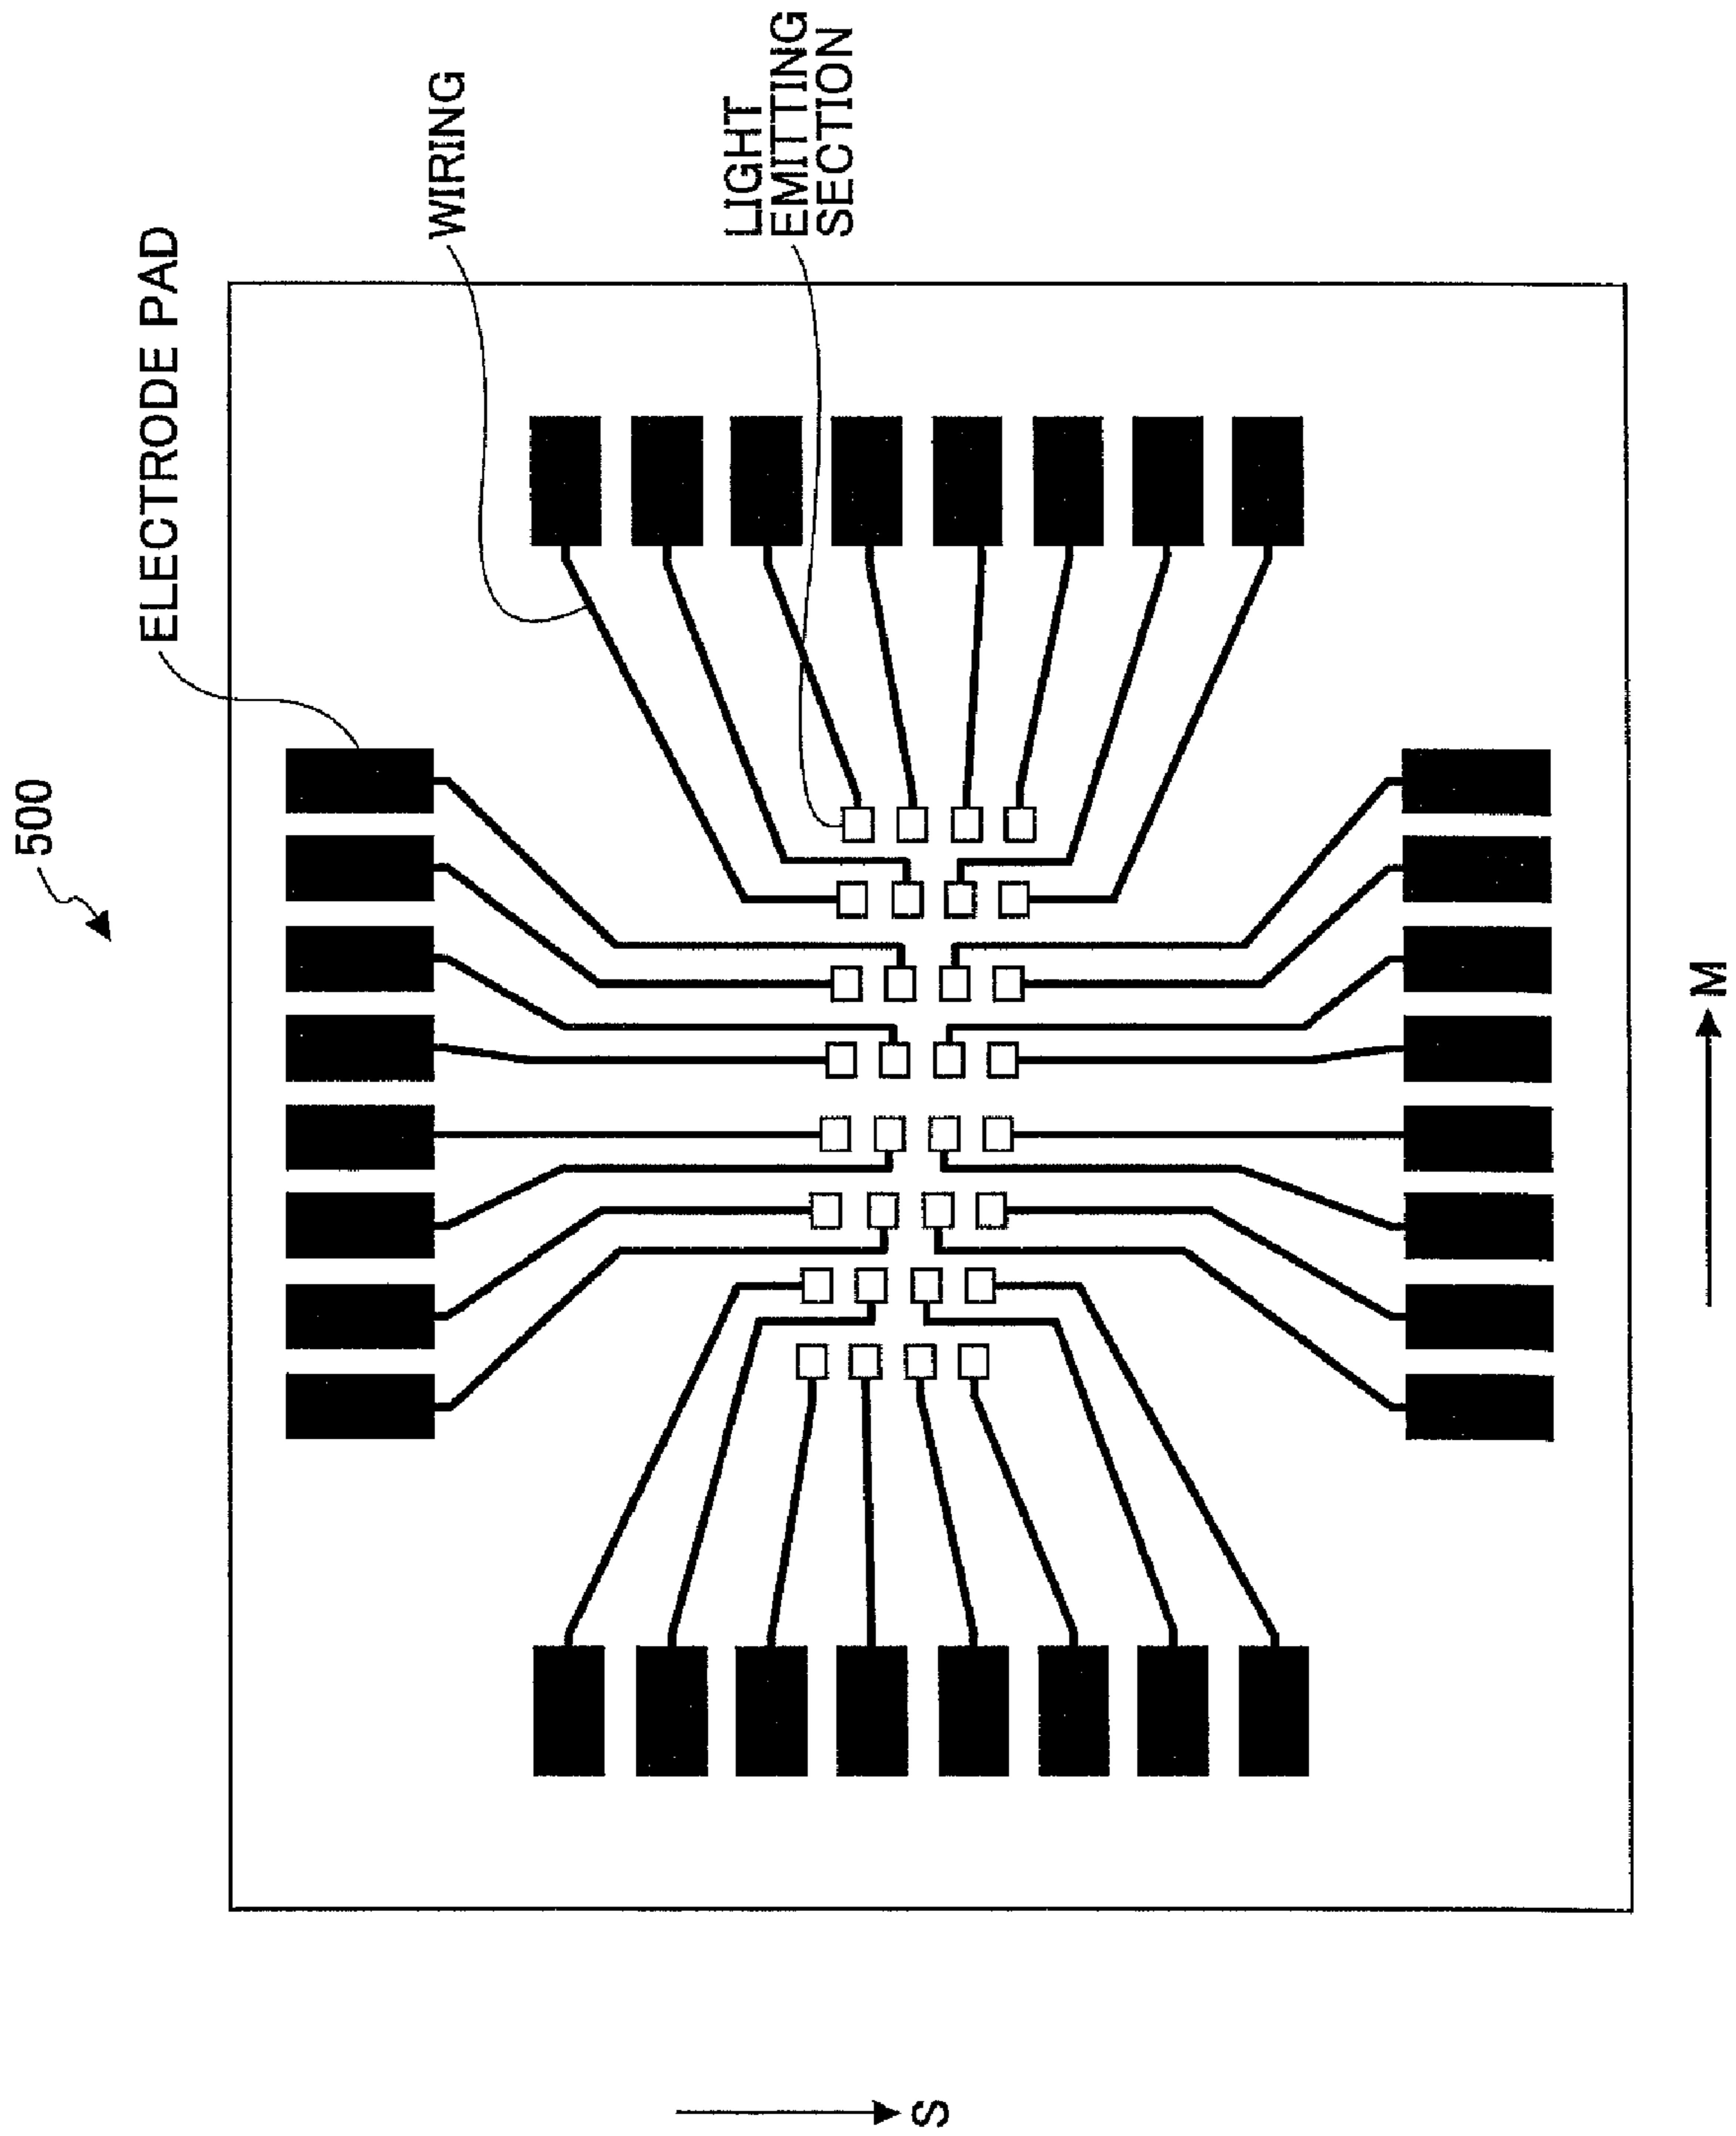 500
ELECTRODE PAD
WIRING
LIGHT
EMITTING
SECTION
M
S